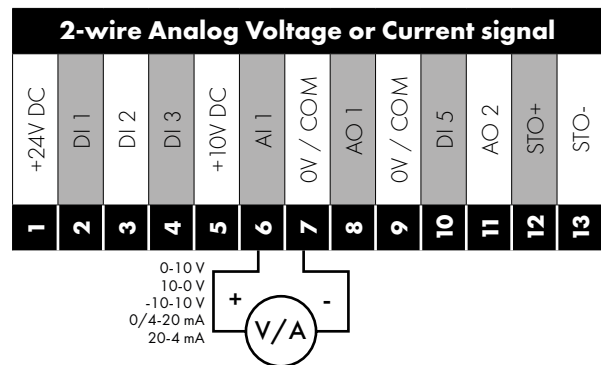 2-wire Analog Voltage or Current signal
+24V DC
DI 1
DI 2
DI 3
+10V DC
AI 1
0V / COM
AO 1
0V / COM
DI 5
AO 2
STO+
STO-
1
2
3
4
5
6
7
8
9
10
11
12
13
0-10 V
10-0 V
-10-10 V
0/4-20 mA
20-4 mA
+
V/A
-